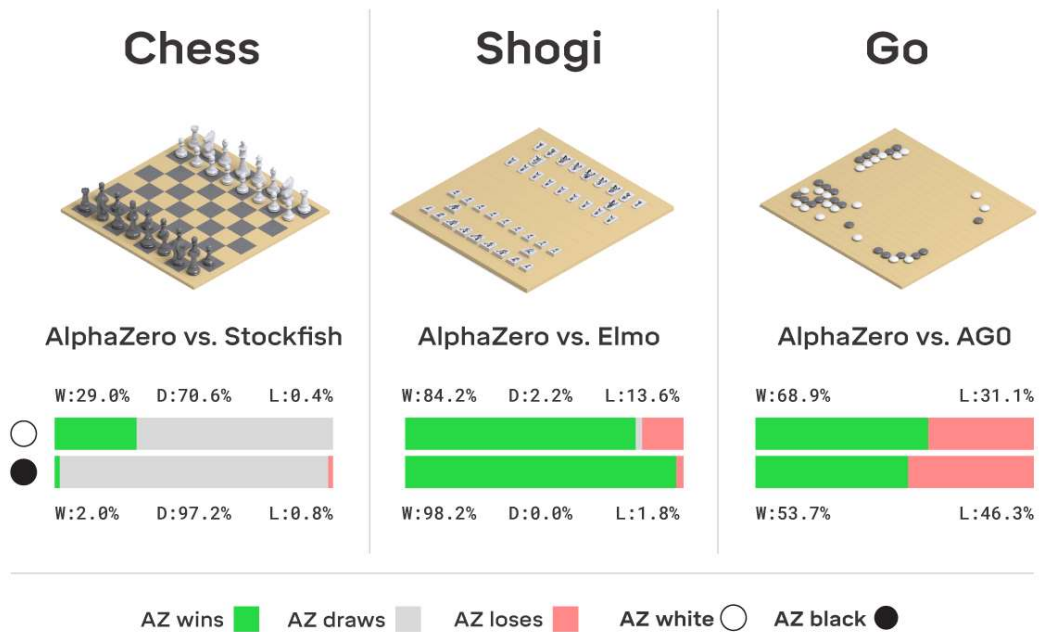 Chess
Shogi
Go
AlphaZero vs. Stockfish
AlphaZero vs. Elmo
AlphaZero vs. AG0
W:29.0% D:70.6% L:0.4%
W:84.2% D:2.2% L:13.6%
W:68.9% L:31.1%
W:2.0% D:97.2% L:0.8%
W:98.2% D:0.0% L:1.8%
W:53.7% L:46.3%
AZ wins AZ draws AZ loses AZ white AZ black